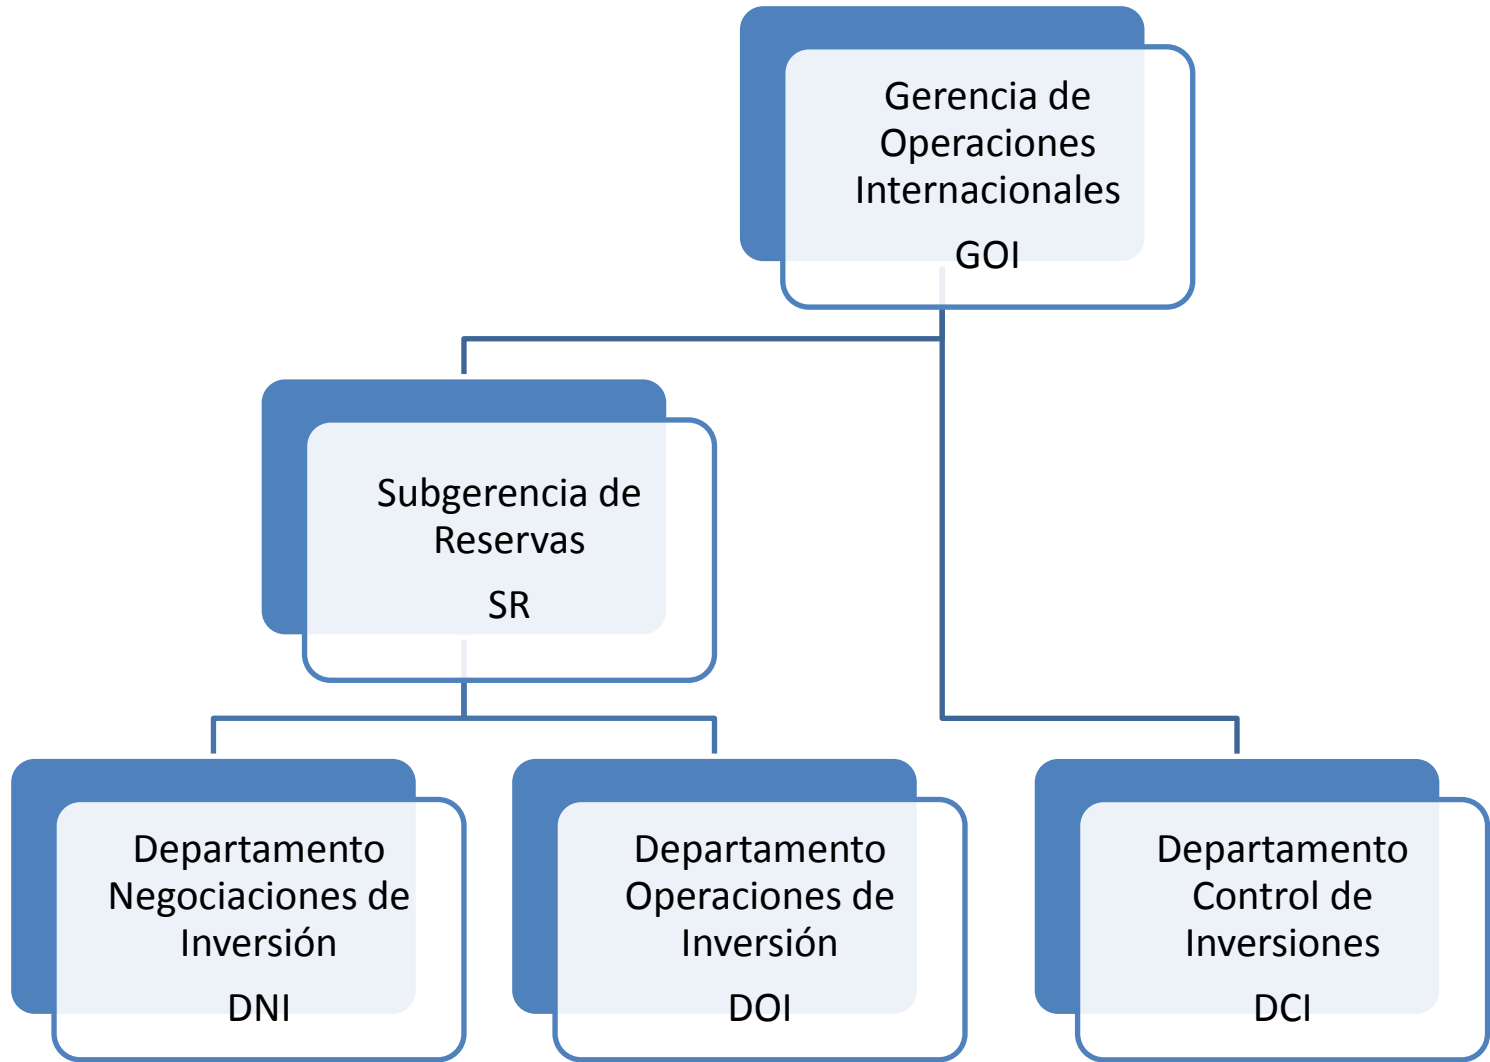 Gerencia de
Operaciones
Internacionales
GOI
Subgerencia de
Reservas
SR
Departamento
Negociaciones de
Inversión
DNI
Departamento
Operaciones de
Inversión
DOI
Departamento
Control de
Inversiones
DCI